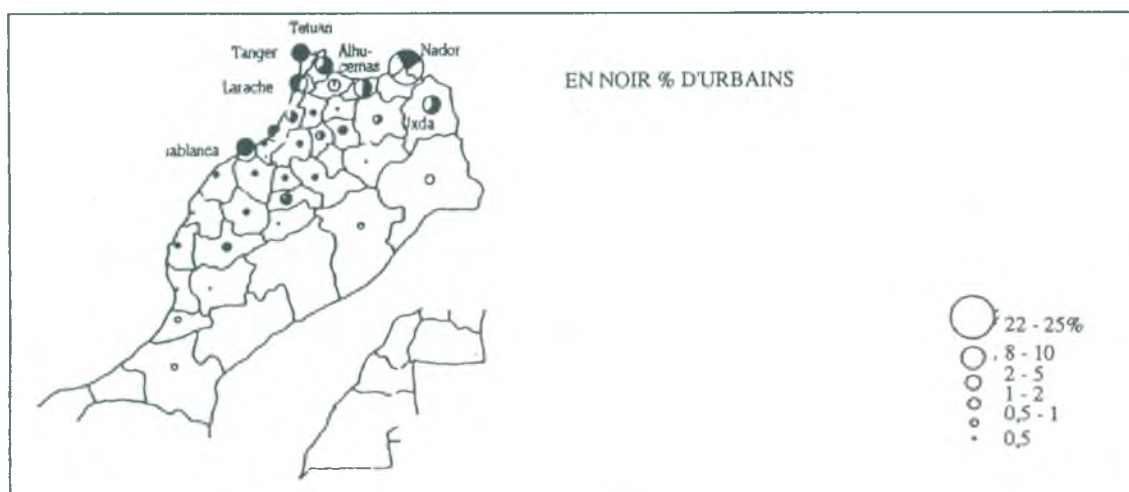 Tetuan
Tanger
Alhu-
cemas
Nador
Larache
EN NOIR % D'URBAINS
Uxda
ablanca
22 - 25%
8 - 10
2 - 5
1 - 2
0,5 - 1
0,5